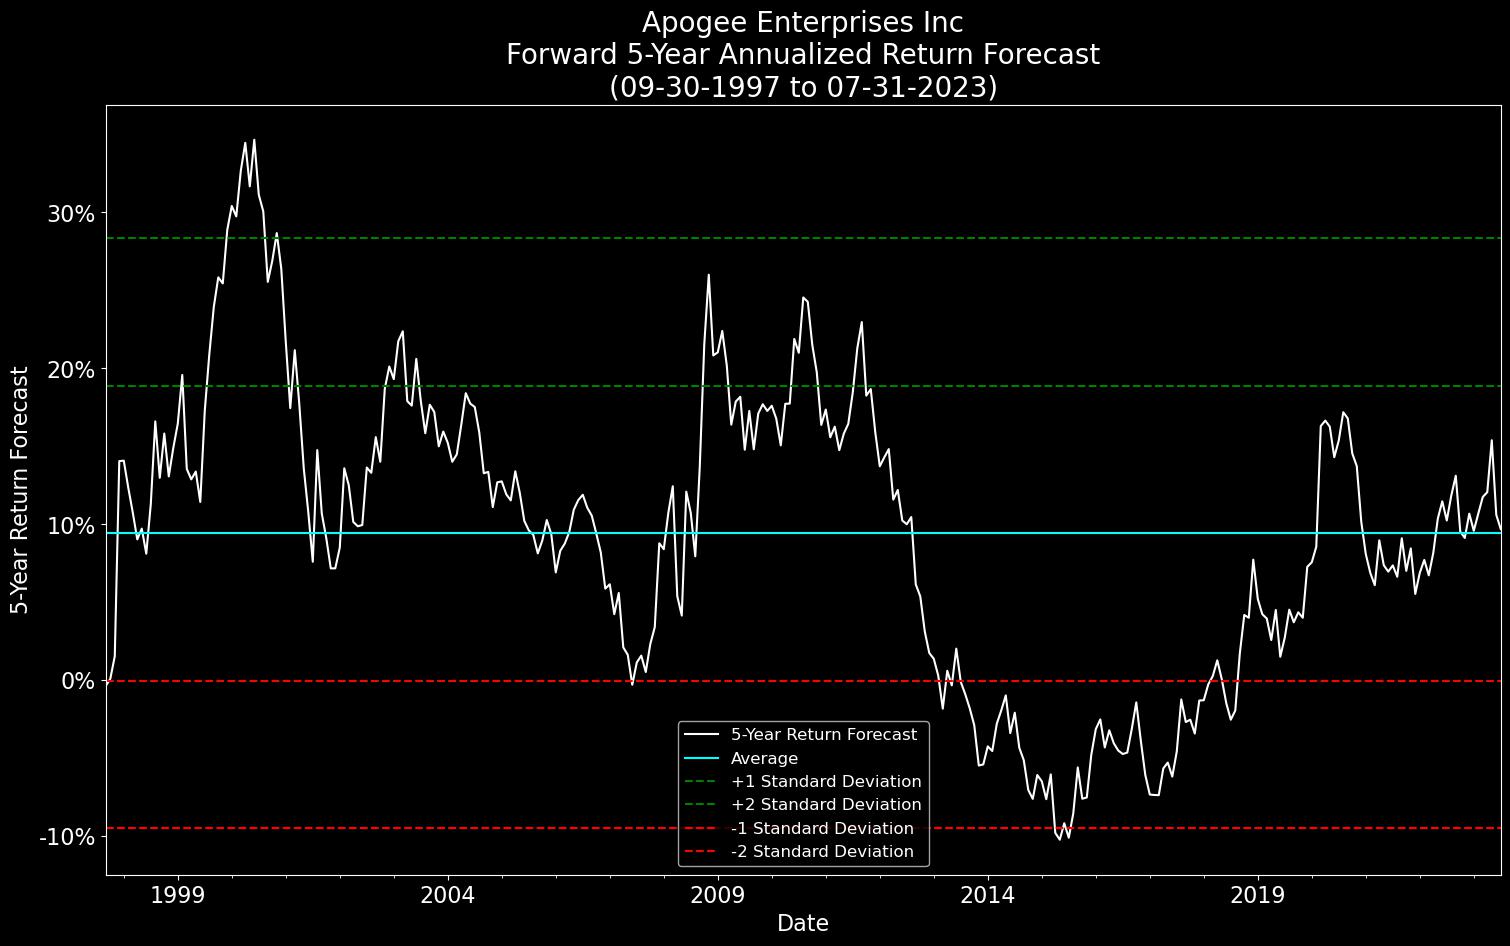 Apogee Enterprises Inc
Forward 5-Year Annualized Return Forecast
(09-30-1997 to 07-31-2023)
5-Year Return Forecast
30%
20%
10%
0%
-10%
5-Year Return Forecast
Average
+1 Standard Deviation
+2 Standard Deviation
-1 Standard Deviation
-2 Standard Deviation
1999 2004 2009 2014 2019
Date